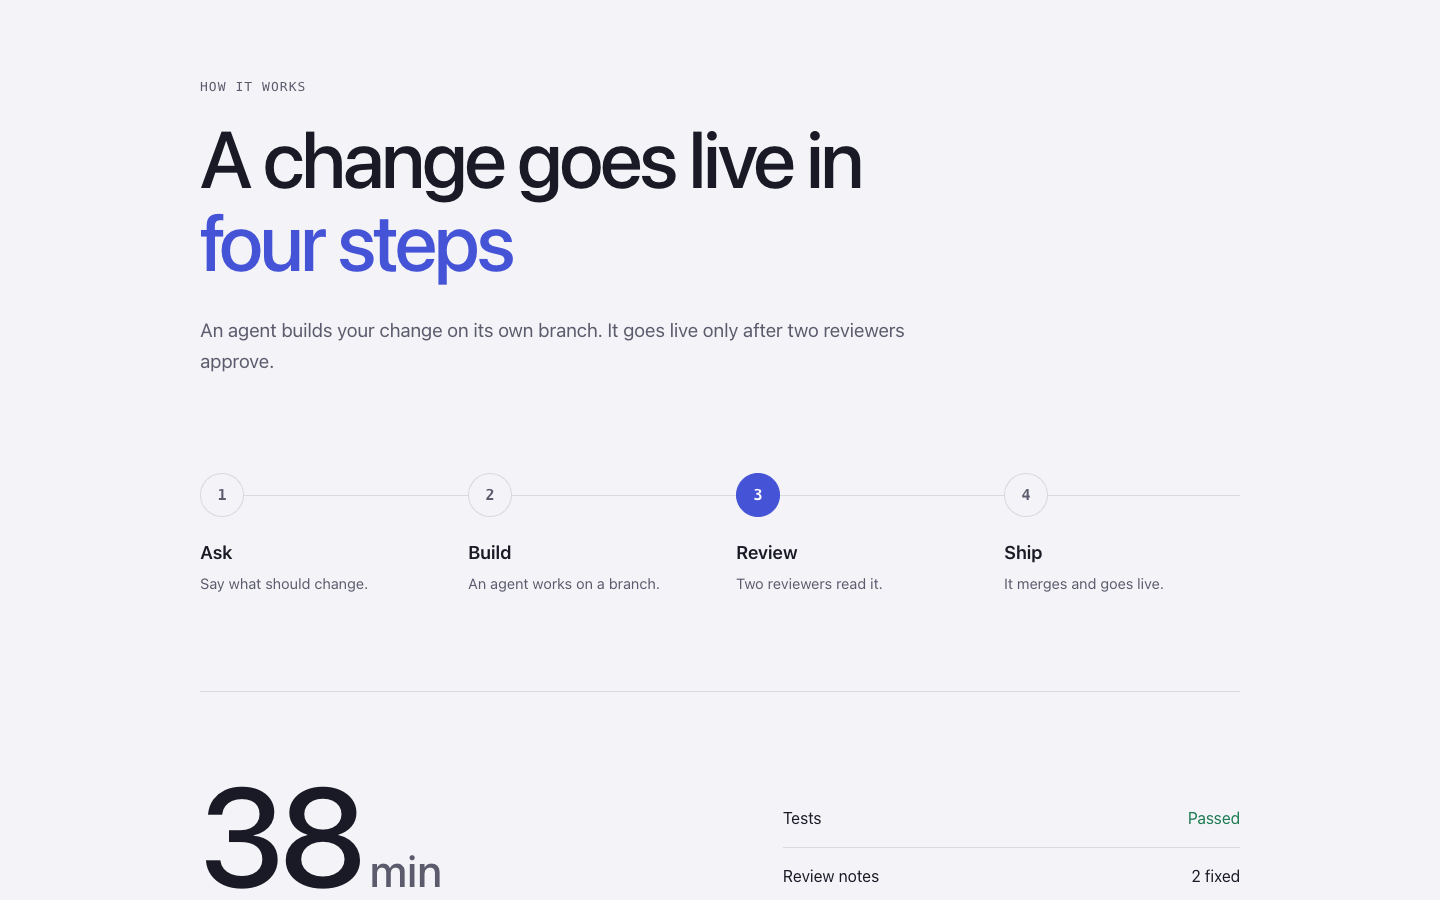 HOW IT WORKS
A change goes live in
four steps
An agent builds your change on its own branch. It goes live only after two reviewers
approve.
1
2
3
4
Ask
Build
Review
Ship
Say what should change.
An agent works on a branch.
Two reviewers read it.
It merges and goes live.
38 min
Tests
Passed
Review notes
2 fixed